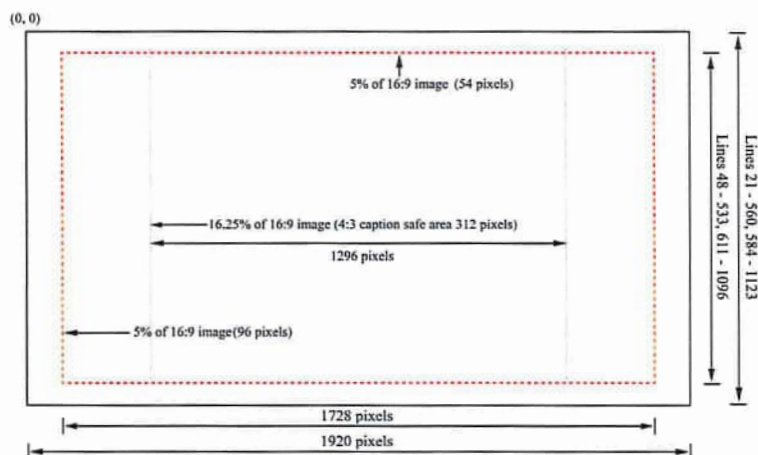 (0, 0)
5% of 16:9 image (54 pixels)
16.25% of 16:9 image (4:3 caption safe area 312 pixels)
1296 pixels
5% of 16:9 image(96 pixels)
1728 pixels
1920 pixels
Lines 48 - 533, 611 - 1096
Lines 21 - 560, 584 - 1123